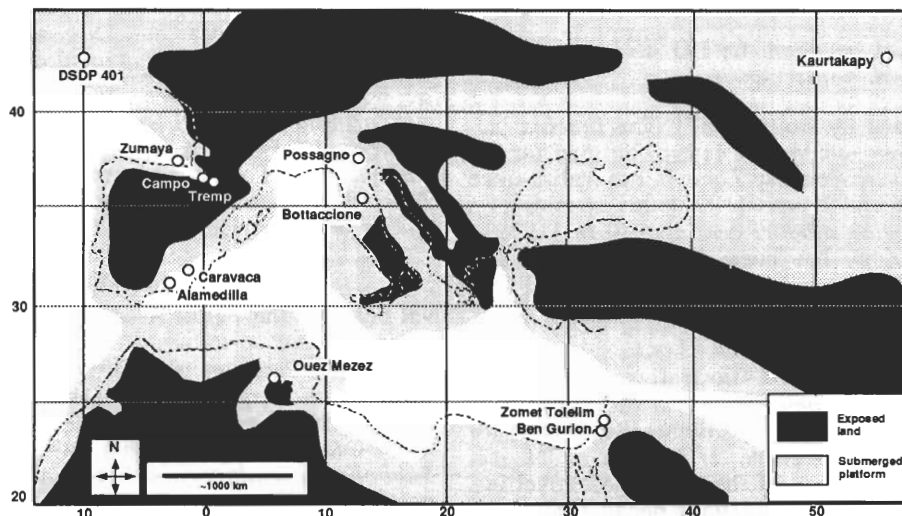 DSDP 401
Kaurtakapy
40
Zumaya
Possagno
Campo
Tremp
35
Bottaccione
Caravaca
Alamedilla
30
Ouez Mezez
25
Zomet Tolelim
Ben Gurion
Exposed
land
N
Submerged
platform
~1000 km
20
10
0
10
20
30
40
50